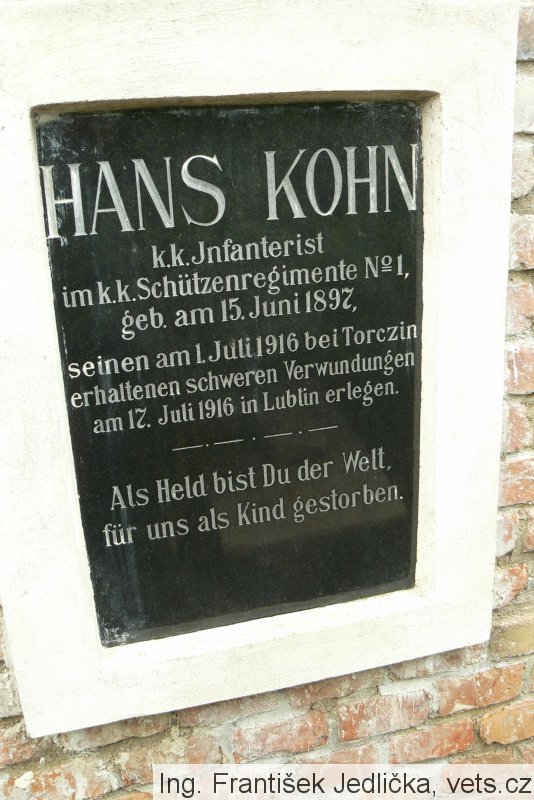 HANS KOHN
k.k.Jnfanterist
im k.k.Schützenregimente Nº1,
geb. am 15. Juni 1897,
seinen am 1. Juli 1916 bei Torczin
erhaltenen schweren Verwundungen
am 17. Juli 1916 in Lublin erlegen.
Als Held bist Du der Welt,
für uns als Kind gestorben.
Ing. František Jedlička, vets.cz